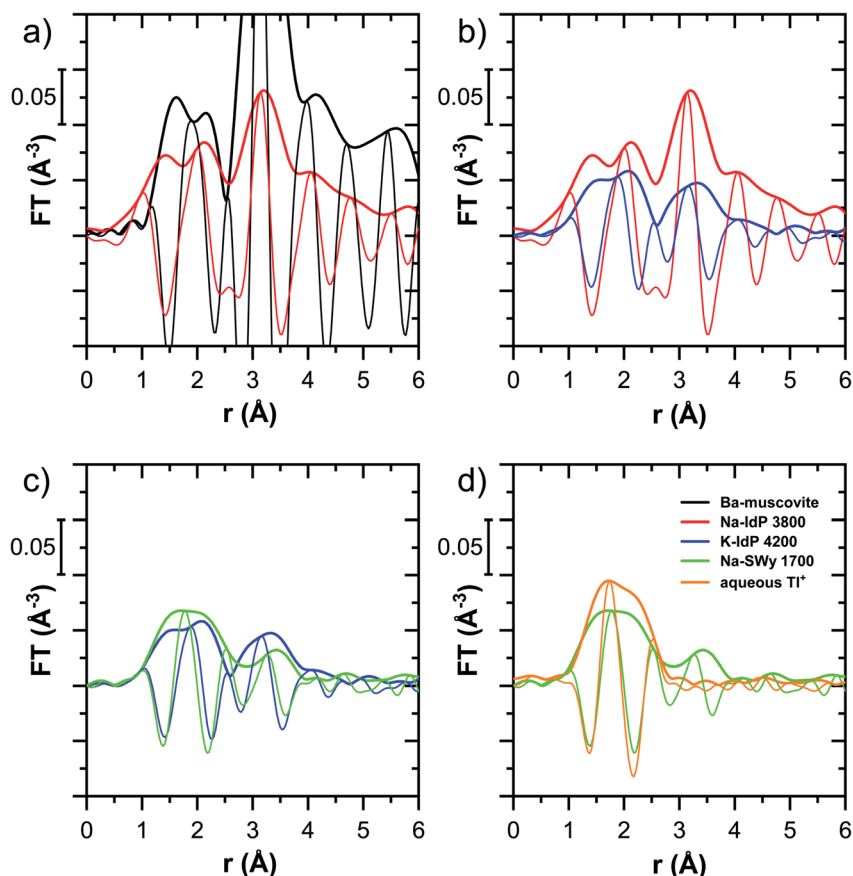 a)
0.05
FT (Å⁻³)
0 1 2 3 4 5 6
r (Å)
b)
0.05
0 1 2 3 4 5 6
r (Å)
c)
0.05
FT (Å⁻³)
0 1 2 3 4 5 6
r (Å)
d)
0.05
Ba-muscovite
Na-IdP 3800
K-IdP 4200
Na-SWy 1700
aqueous Tl⁺
FT (Å⁻³)
0 1 2 3 4 5 6
r (Å)